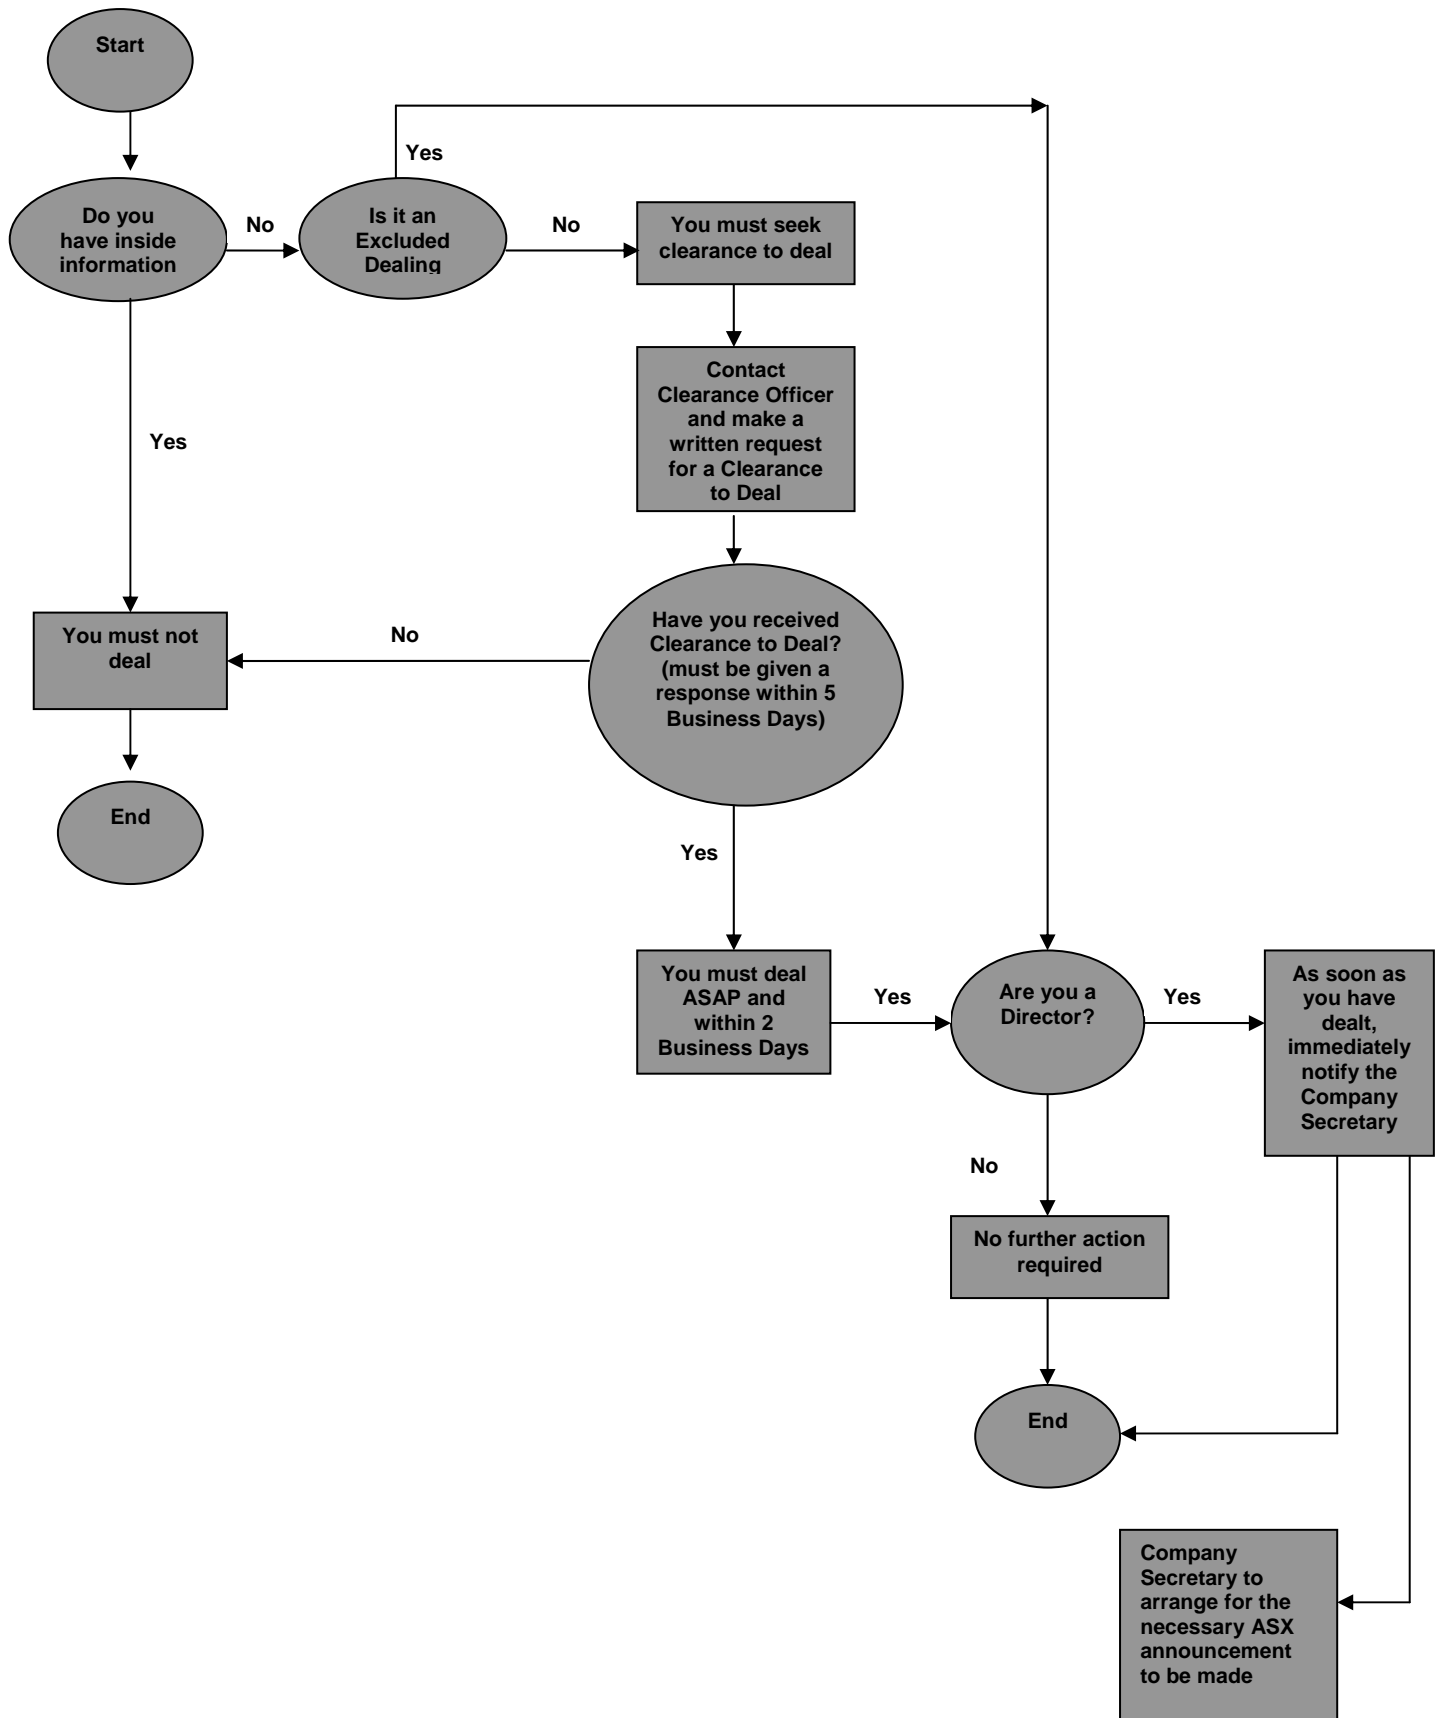 Start
Yes
Do you
have inside
information
No
Is it an
Excluded
Dealing
No
You must seek
clearance to deal
Contact
Clearance Officer
and make a
written request
for a Clearance
to Deal
Yes
You must not
deal
No
Have you received
Clearance to Deal?
(must be given a
response within 5
Business Days)
End
Yes
You must deal
ASAP and
within 2
Business Days
Yes
Are you a
Director?
Yes
As soon as
you have
dealt,
immediately
notify the
Company
Secretary
No
No further action
required
End
Company
Secretary to
arrange for the
necessary ASX
announcement
to be made